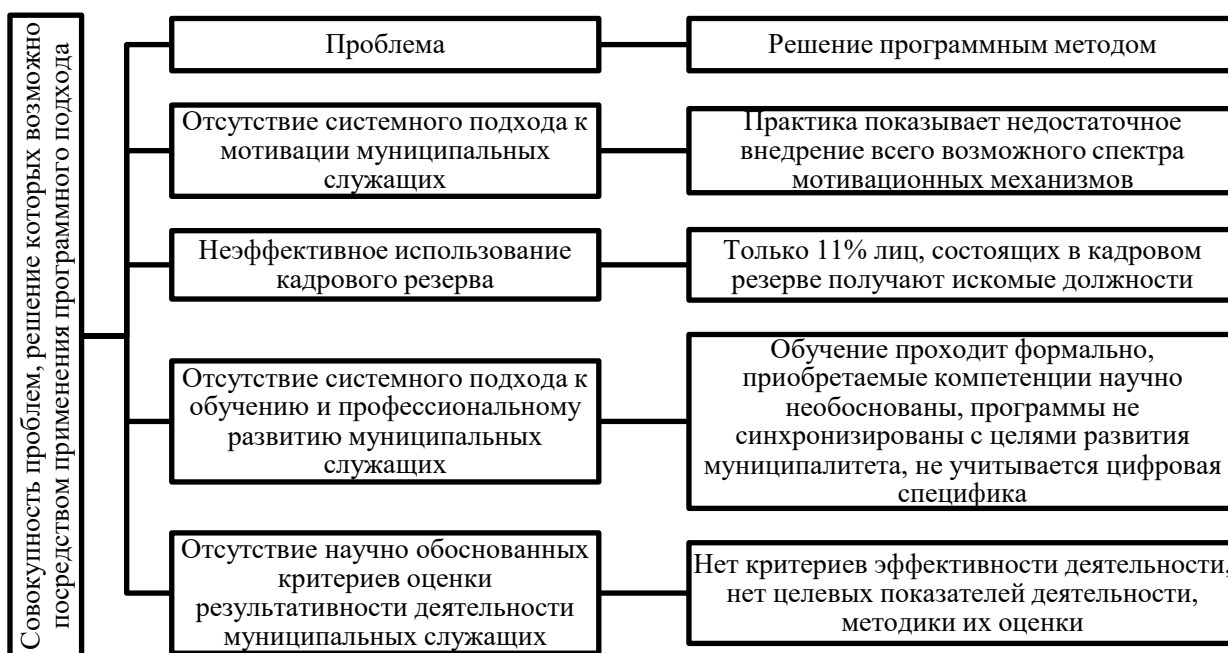 Совокупность проблем, решение которых возможно
посредством применения программного подхода
Проблема
Решение программным методом
Отсутствие системного подхода к
мотивации муниципальных
служащих
Практика показывает недостаточное
внедрение всего возможного спектра
мотивационных механизмов
Неэффективное использование
кадрового резерва
Только 11% лиц, состоящих в кадровом
резерве получают искомые должности
Отсутствие системного подхода к
обучению и профессиональному
развитию муниципальных
служащих
Обучение проходит формально,
приобретаемые компетенции научно
необоснованы, программы не
синхронизированы с целями развития
муниципалитета, не учитывается цифровая
специфика
Отсутствие научно обоснованных
критериев оценки
результативности деятельности
муниципальных служащих
Нет критериев эффективности деятельности,
нет целевых показателей деятельности,
методики их оценки